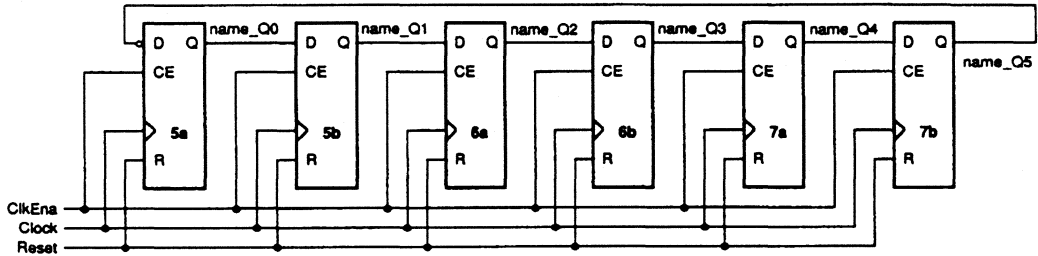 D Q name_Q0 D Q name_Q1 D Q name_Q2 D Q name_Q3 D Q name_Q4 D Q
name_Q5
CE CE CE CE CE CE
5a 5b 6a 6b 7a 7b
R R R R R R
ClkEna
Clock
Reset